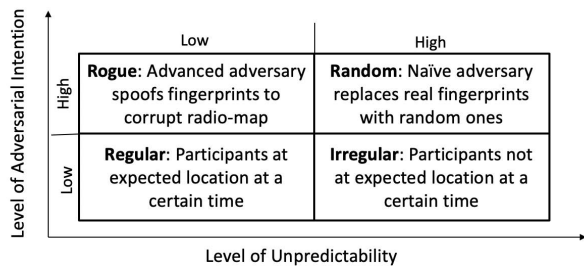 Low
High
Level of Adversarial Intention
High
Rogue: Advanced adversary
spoofs fingerprints to
corrupt radio-map
Random: Naïve adversary
replaces real fingerprints
with random ones
Low
Regular: Participants at
expected location at a
certain time
Irregular: Participants not
at expected location at a
certain time
Level of Unpredictability